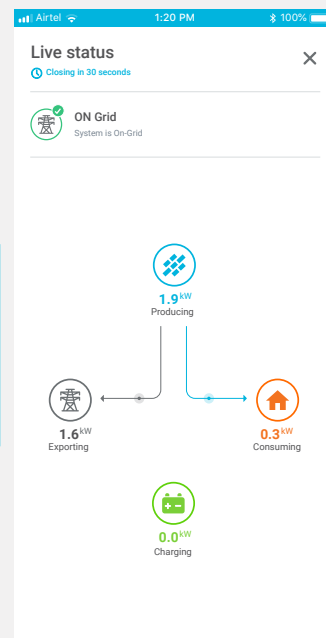 Airtel 1:20 PM 100%
Live status
Closing in 30 seconds
ON Grid
System is On-Grid
1.9 kW
Producing
1.6 kW
Exporting
0.3 kW
Consuming
0.0 kW
Charging